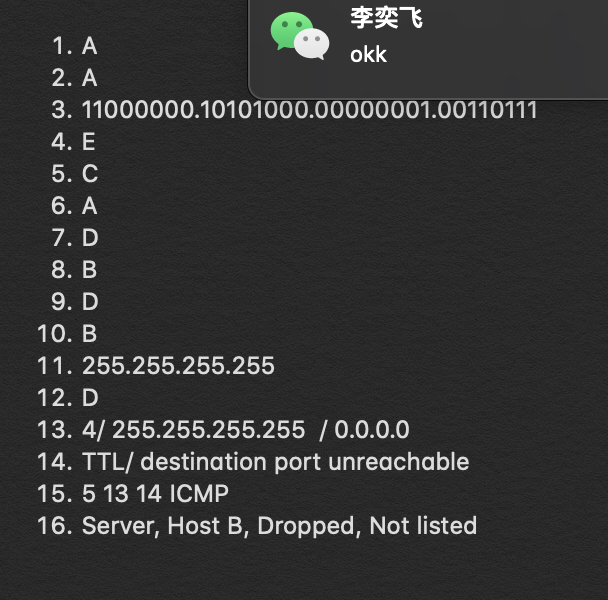 李奕飞
okk
1. A
2. A
3. 11000000.10101000.00000001.00110111
4. E
5. C
6. A
7. D
8. B
9. D
10. B
11. 255.255.255.255
12. D
13. 4/ 255.255.255.255 / 0.0.0.0
14. TTL/ destination port unreachable
15. 5 13 14 ICMP
16. Server, Host B, Dropped, Not listed